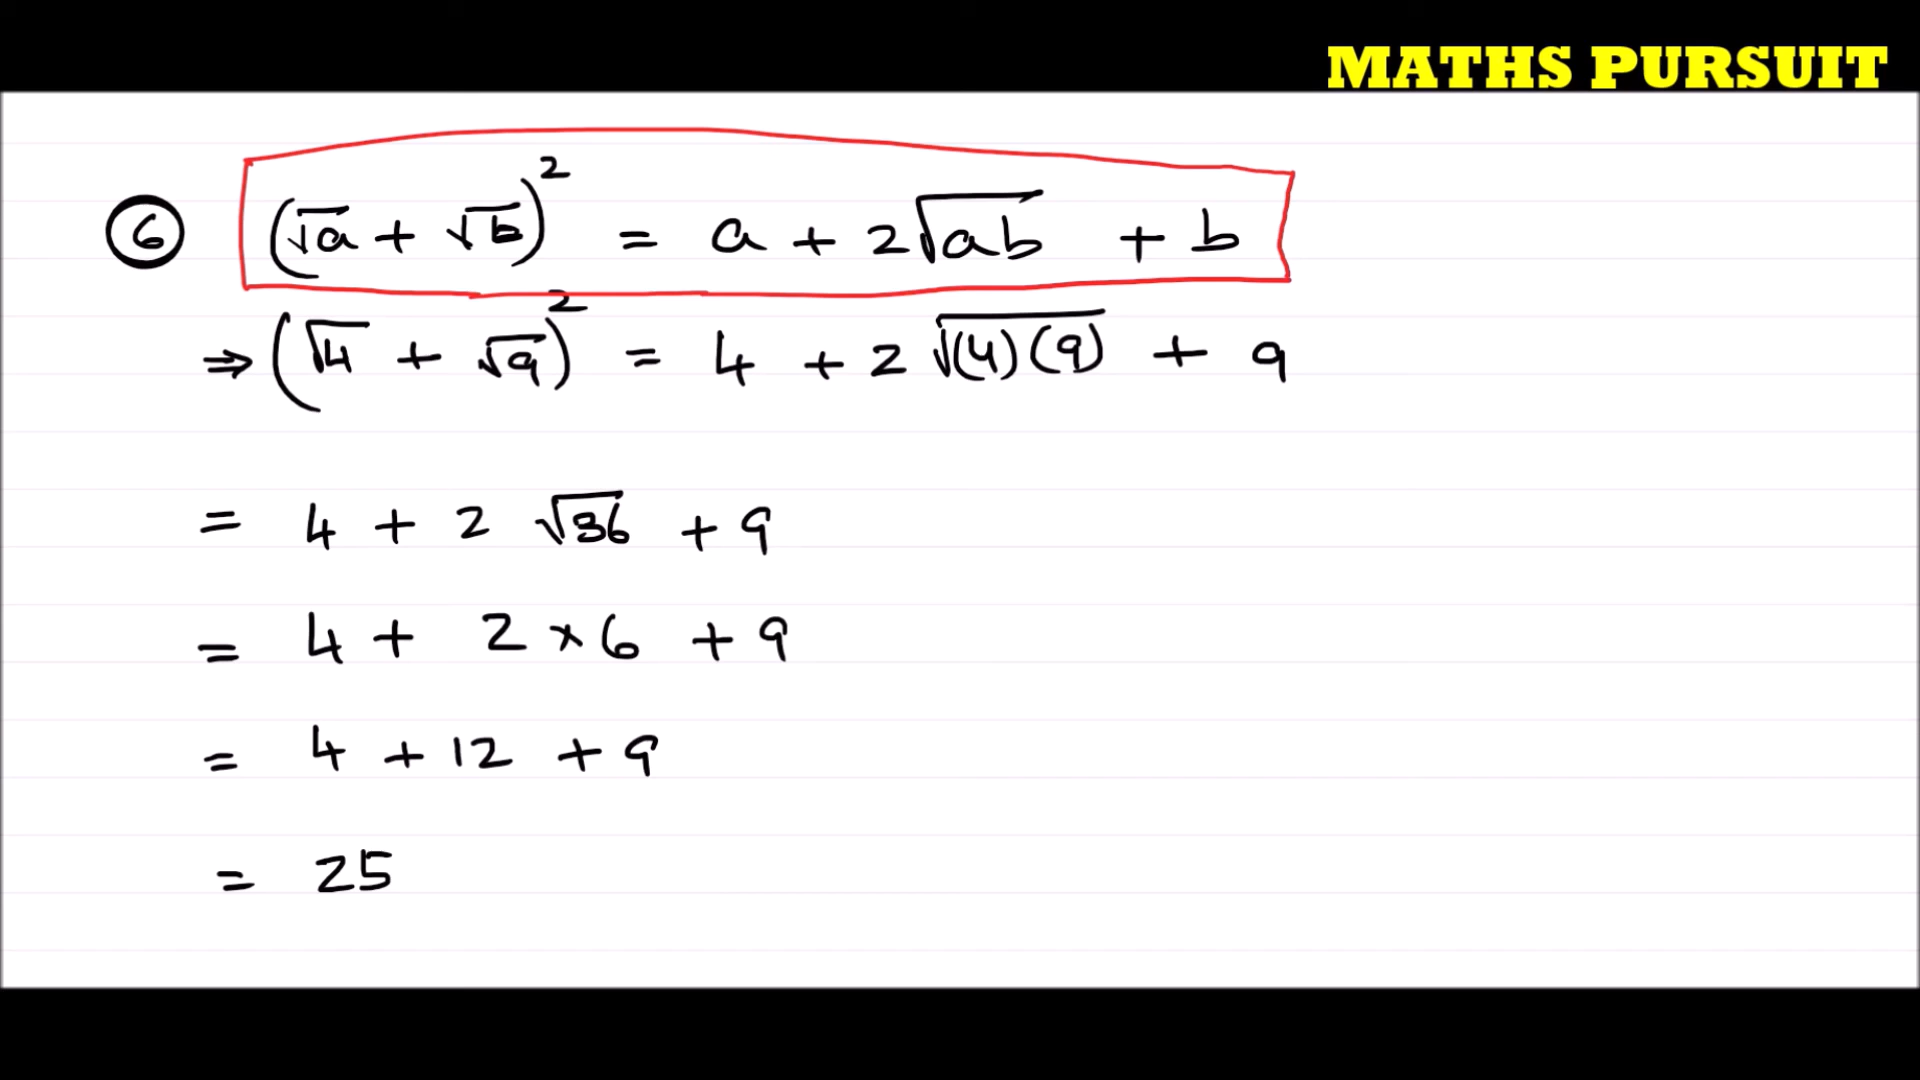 MATHS PURSUIT
⑥ (√a + √b)² = a + 2√ab + b
⇒ (√4 + √9)² = 4 + 2 √(4)(9) + 9
= 4 + 2 √36 + 9
= 4 + 2 × 6 + 9
= 4 + 12 + 9
= 25